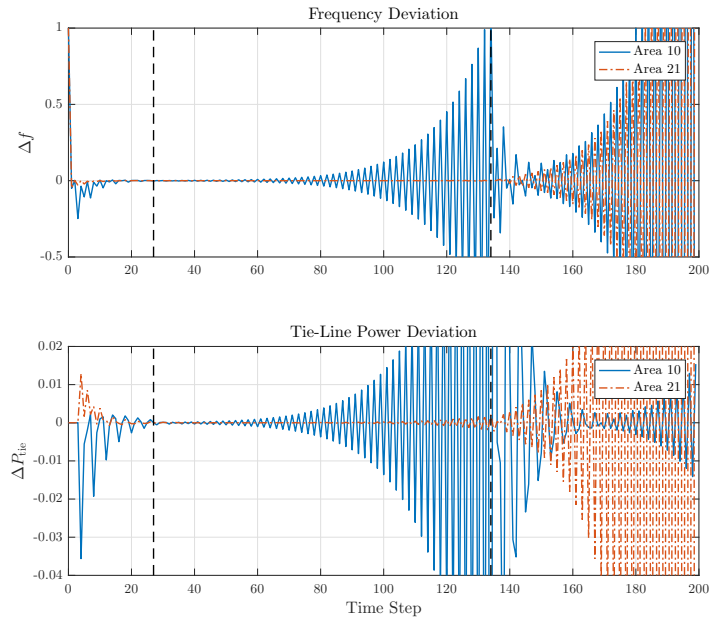 Frequency Deviation
1
0.5
0
-0.5
Δf
Area 10
Area 21
0 20 40 60 80 100 120 140 160 180 200
Tie-Line Power Deviation
0.02
0.01
0
-0.01
-0.02
-0.03
-0.04
ΔP_tie
Area 10
Area 21
0 20 40 60 80 100 120 140 160 180 200
Time Step